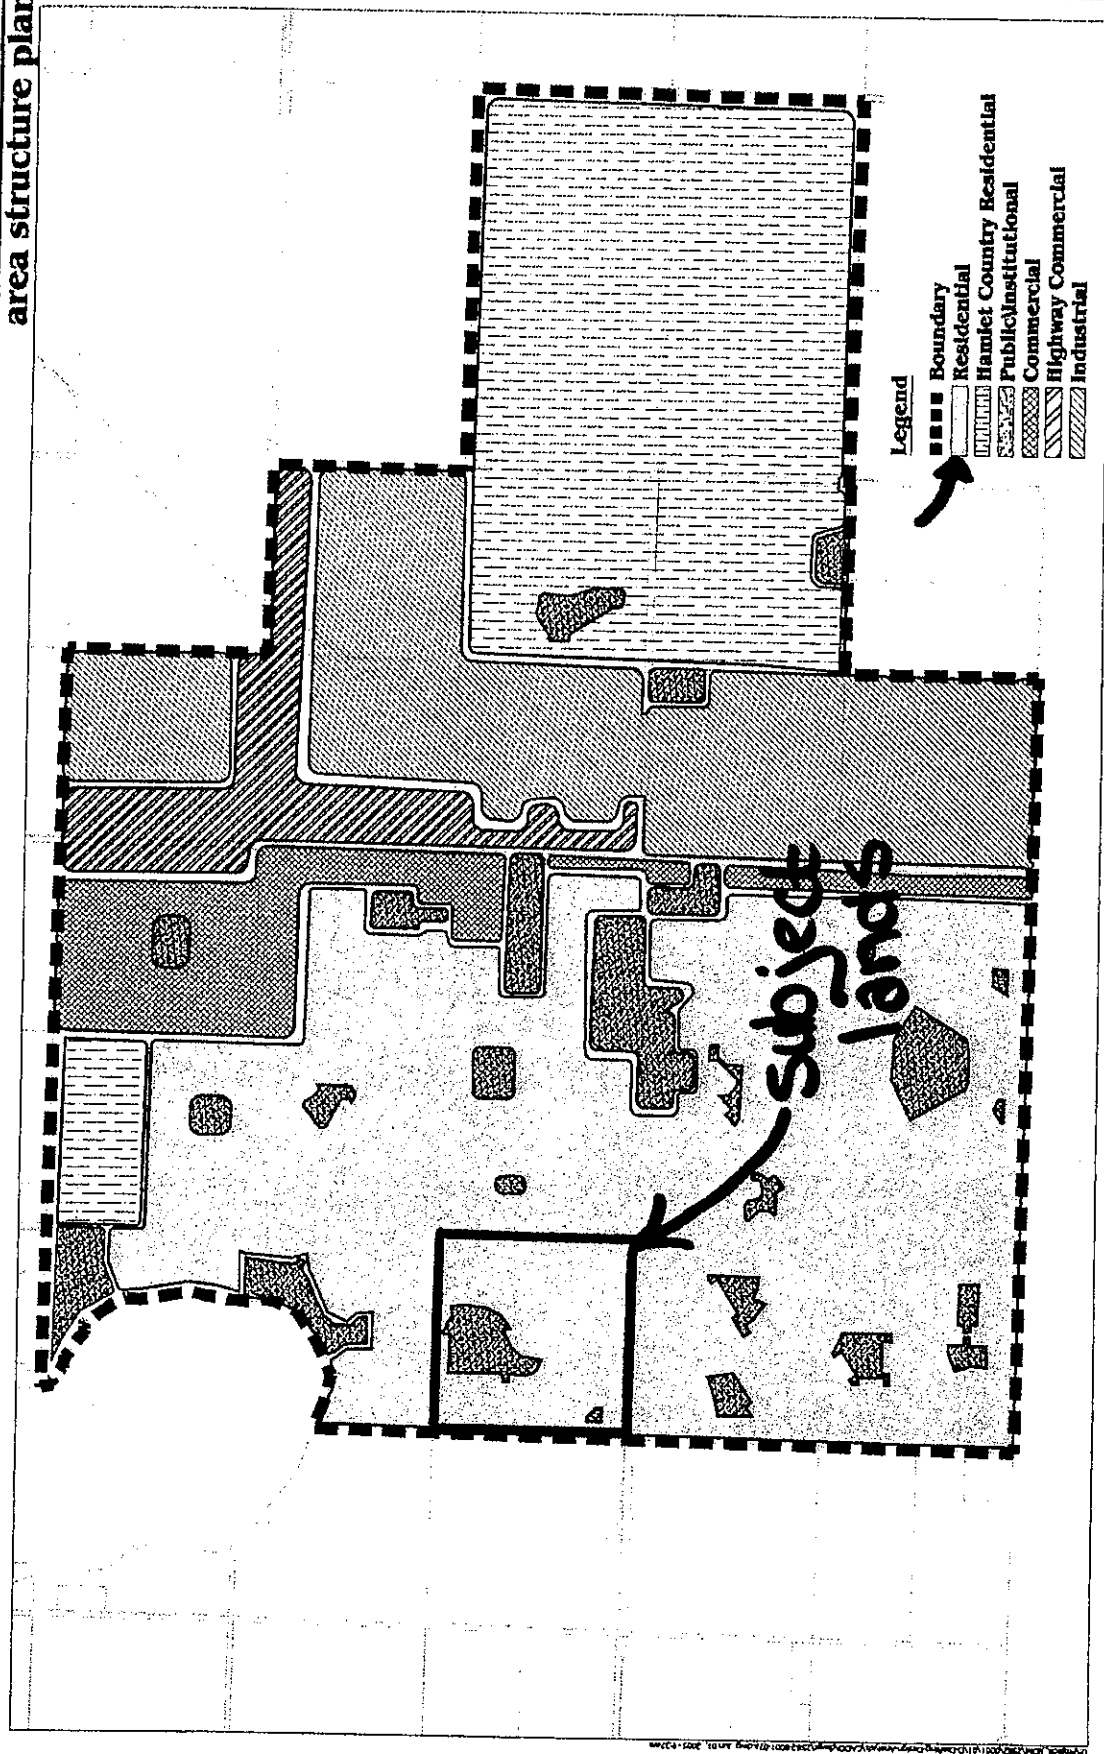 area structure plan
Legend
Boundary
Residential
Hamlet Country Residential
Public\Institutional
Commercial
Highway Commercial
Industrial
subject
lands